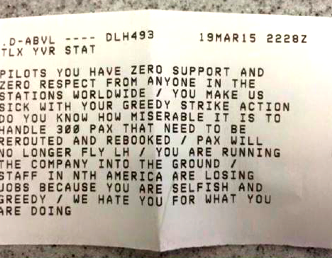 .D-ABVL ---- DLH493 19MAR15 2228Z
TLX YVR STAT
PILOTS YOU HAVE ZERO SUPPORT AND
ZERO RESPECT FROM ANYONE IN THE
STATIONS WORLDWIDE / YOU MAKE US
SICK WITH YOUR GREEDY STRIKE ACTION
DO YOU KNOW HOW MISERABLE IT IS TO
HANDLE 300 PAX THAT NEED TO BE
REROUTED AND REBOOKED / PAX WILL
NO LONGER FLY LH / YOU ARE RUNNING
THE COMPANY INTO THE GROUND /
STAFF IN NTH AMERICA ARE LOSING
JOBS BECAUSE YOU ARE SELFISH AND
GREEDY / WE HATE YOU FOR WHAT YOU
ARE DOING